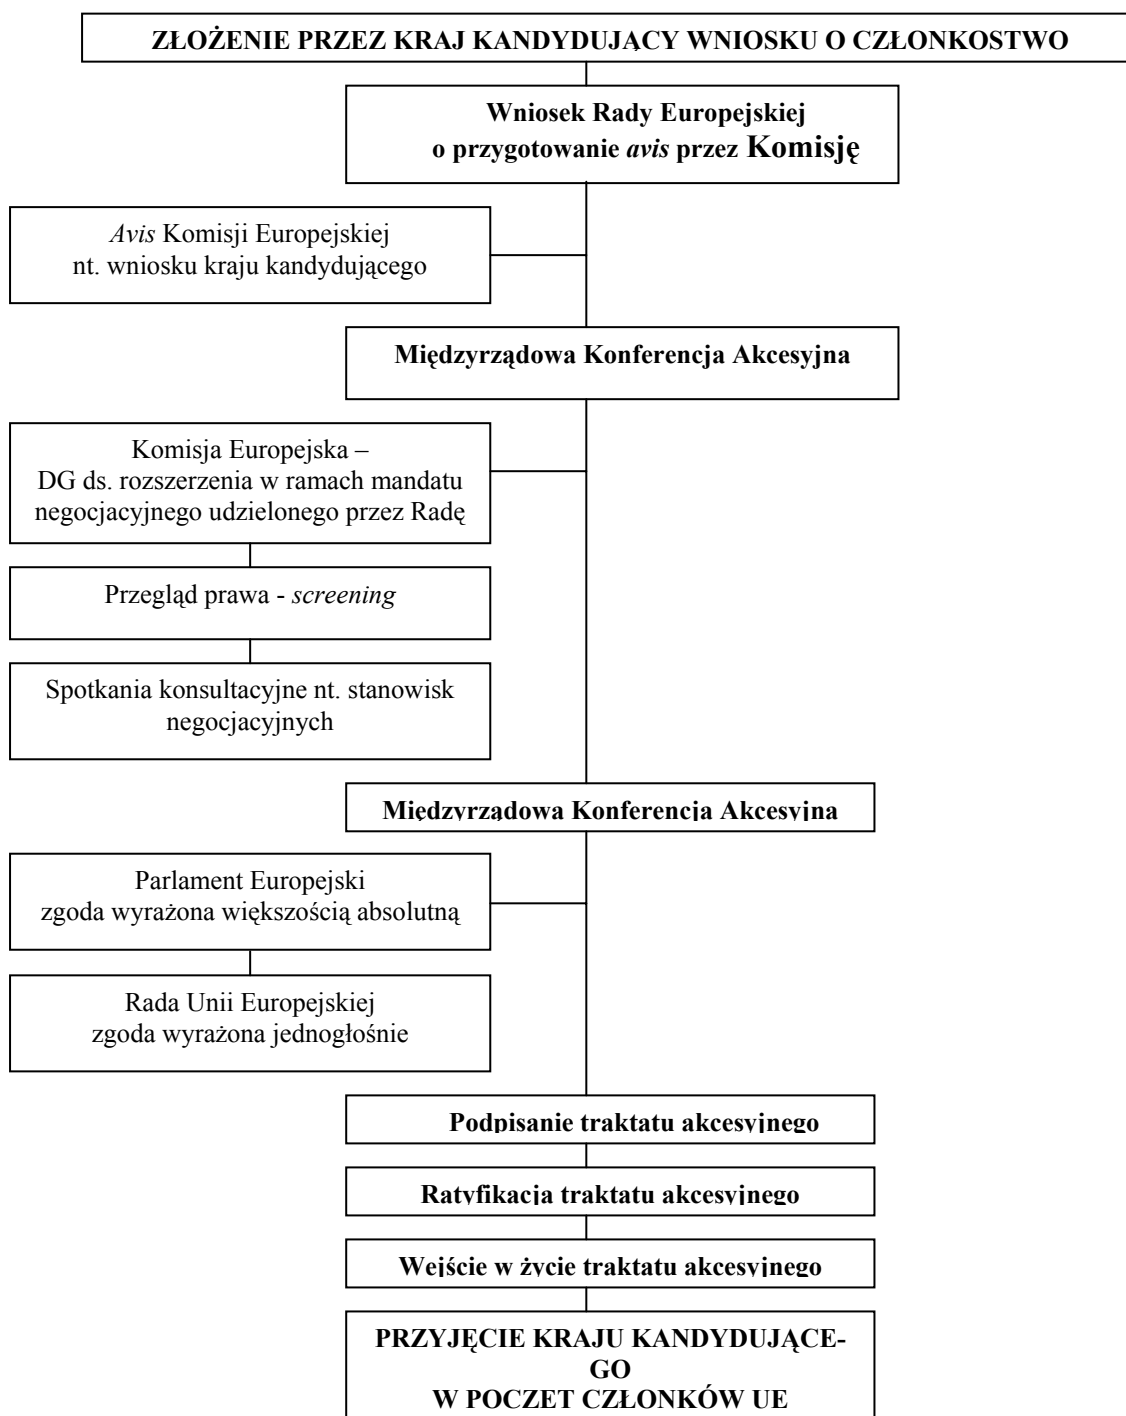 ZŁOŻENIE PRZEZ KRAJ KANDYDUJĄCY WNIOSKU O CZŁONKOSTWO
Wniosek Rady Europejskiej
o przygotowanie avis przez Komisję
Avis Komisji Europejskiej
nt. wniosku kraju kandydującego
Międzyrządowa Konferencja Akcesyjna
Komisja Europejska –
DG ds. rozszerzenia w ramach mandatu
negocjacyjnego udzielonego przez Radę
Przegląd prawa - screening
Spotkania konsultacyjne nt. stanowisk
negocjacyjnych
Międzyrządowa Konferencja Akcesyjna
Parlament Europejski
zgoda wyrażona większością absolutną
Rada Unii Europejskiej
zgoda wyrażona jednogłośnie
Podpisanie traktatu akcesyjnego
Ratyfikacja traktatu akcesyjnego
Wejście w życie traktatu akcesyjnego
PRZYJĘCIE KRAJU KANDYDUJĄCE-
GO
W POCZET CZŁONKÓW UE